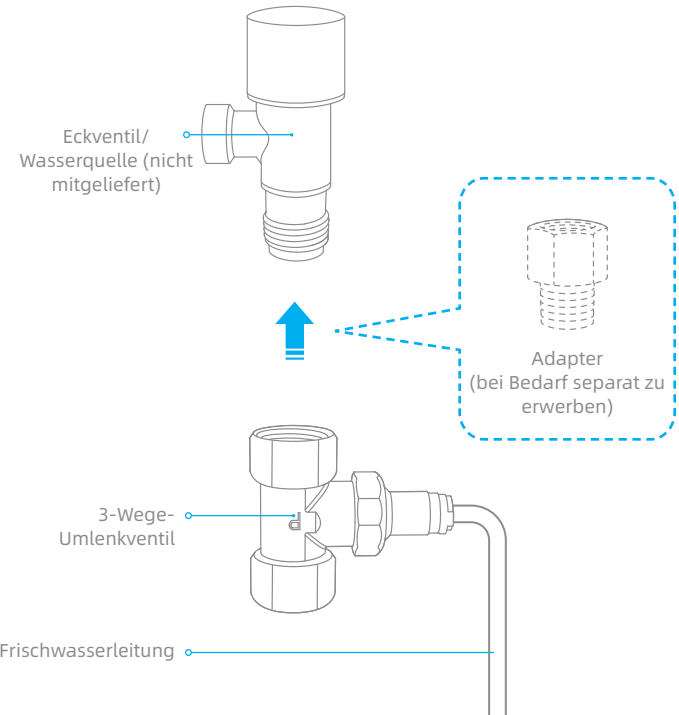 Eckventil/
Wasserquelle (nicht
mitgeliefert)
Adapter
(bei Bedarf separat zu
erwerben)
3-Wege-
Umlenkventil
Frischwasserleitung